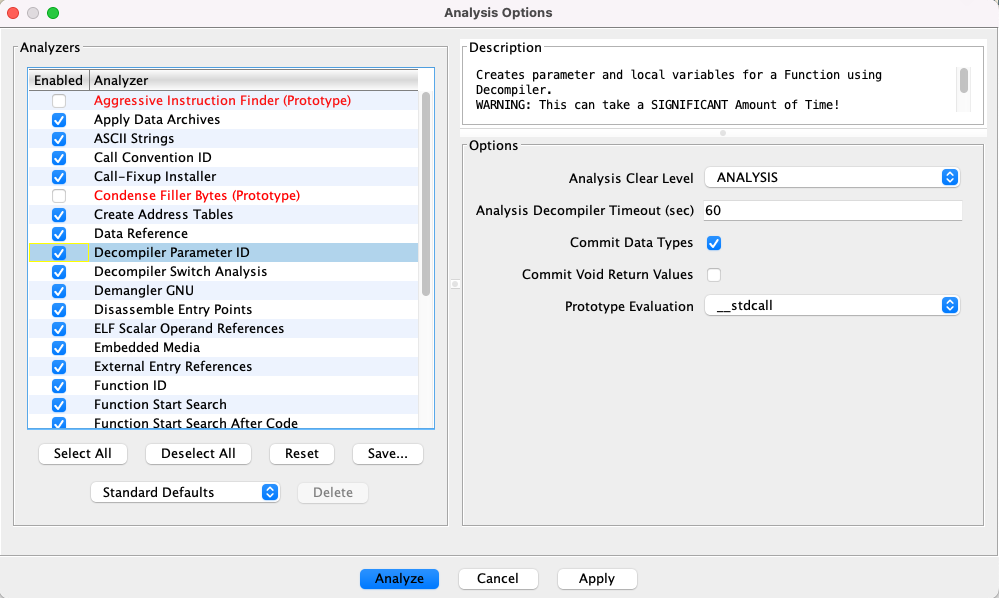 Analysis Options
Analyzers
Enabled Analyzer
Aggressive Instruction Finder (Prototype)
Apply Data Archives
ASCII Strings
Call Convention ID
Call-Fixup Installer
Condense Filler Bytes (Prototype)
Create Address Tables
Data Reference
Decompiler Parameter ID
Decompiler Switch Analysis
Demangler GNU
Disassemble Entry Points
ELF Scalar Operand References
Embedded Media
External Entry References
Function ID
Function Start Search
Function Start Search After Code
Select All Deselect All Reset Save...
Standard Defaults Delete
Description
Creates parameter and local variables for a Function using
Decompiler.
WARNING: This can take a SIGNIFICANT Amount of Time!
Options
Analysis Clear Level ANALYSIS
Analysis Decompiler Timeout (sec) 60
Commit Data Types
Commit Void Return Values
Prototype Evaluation __stdcall
Analyze Cancel Apply